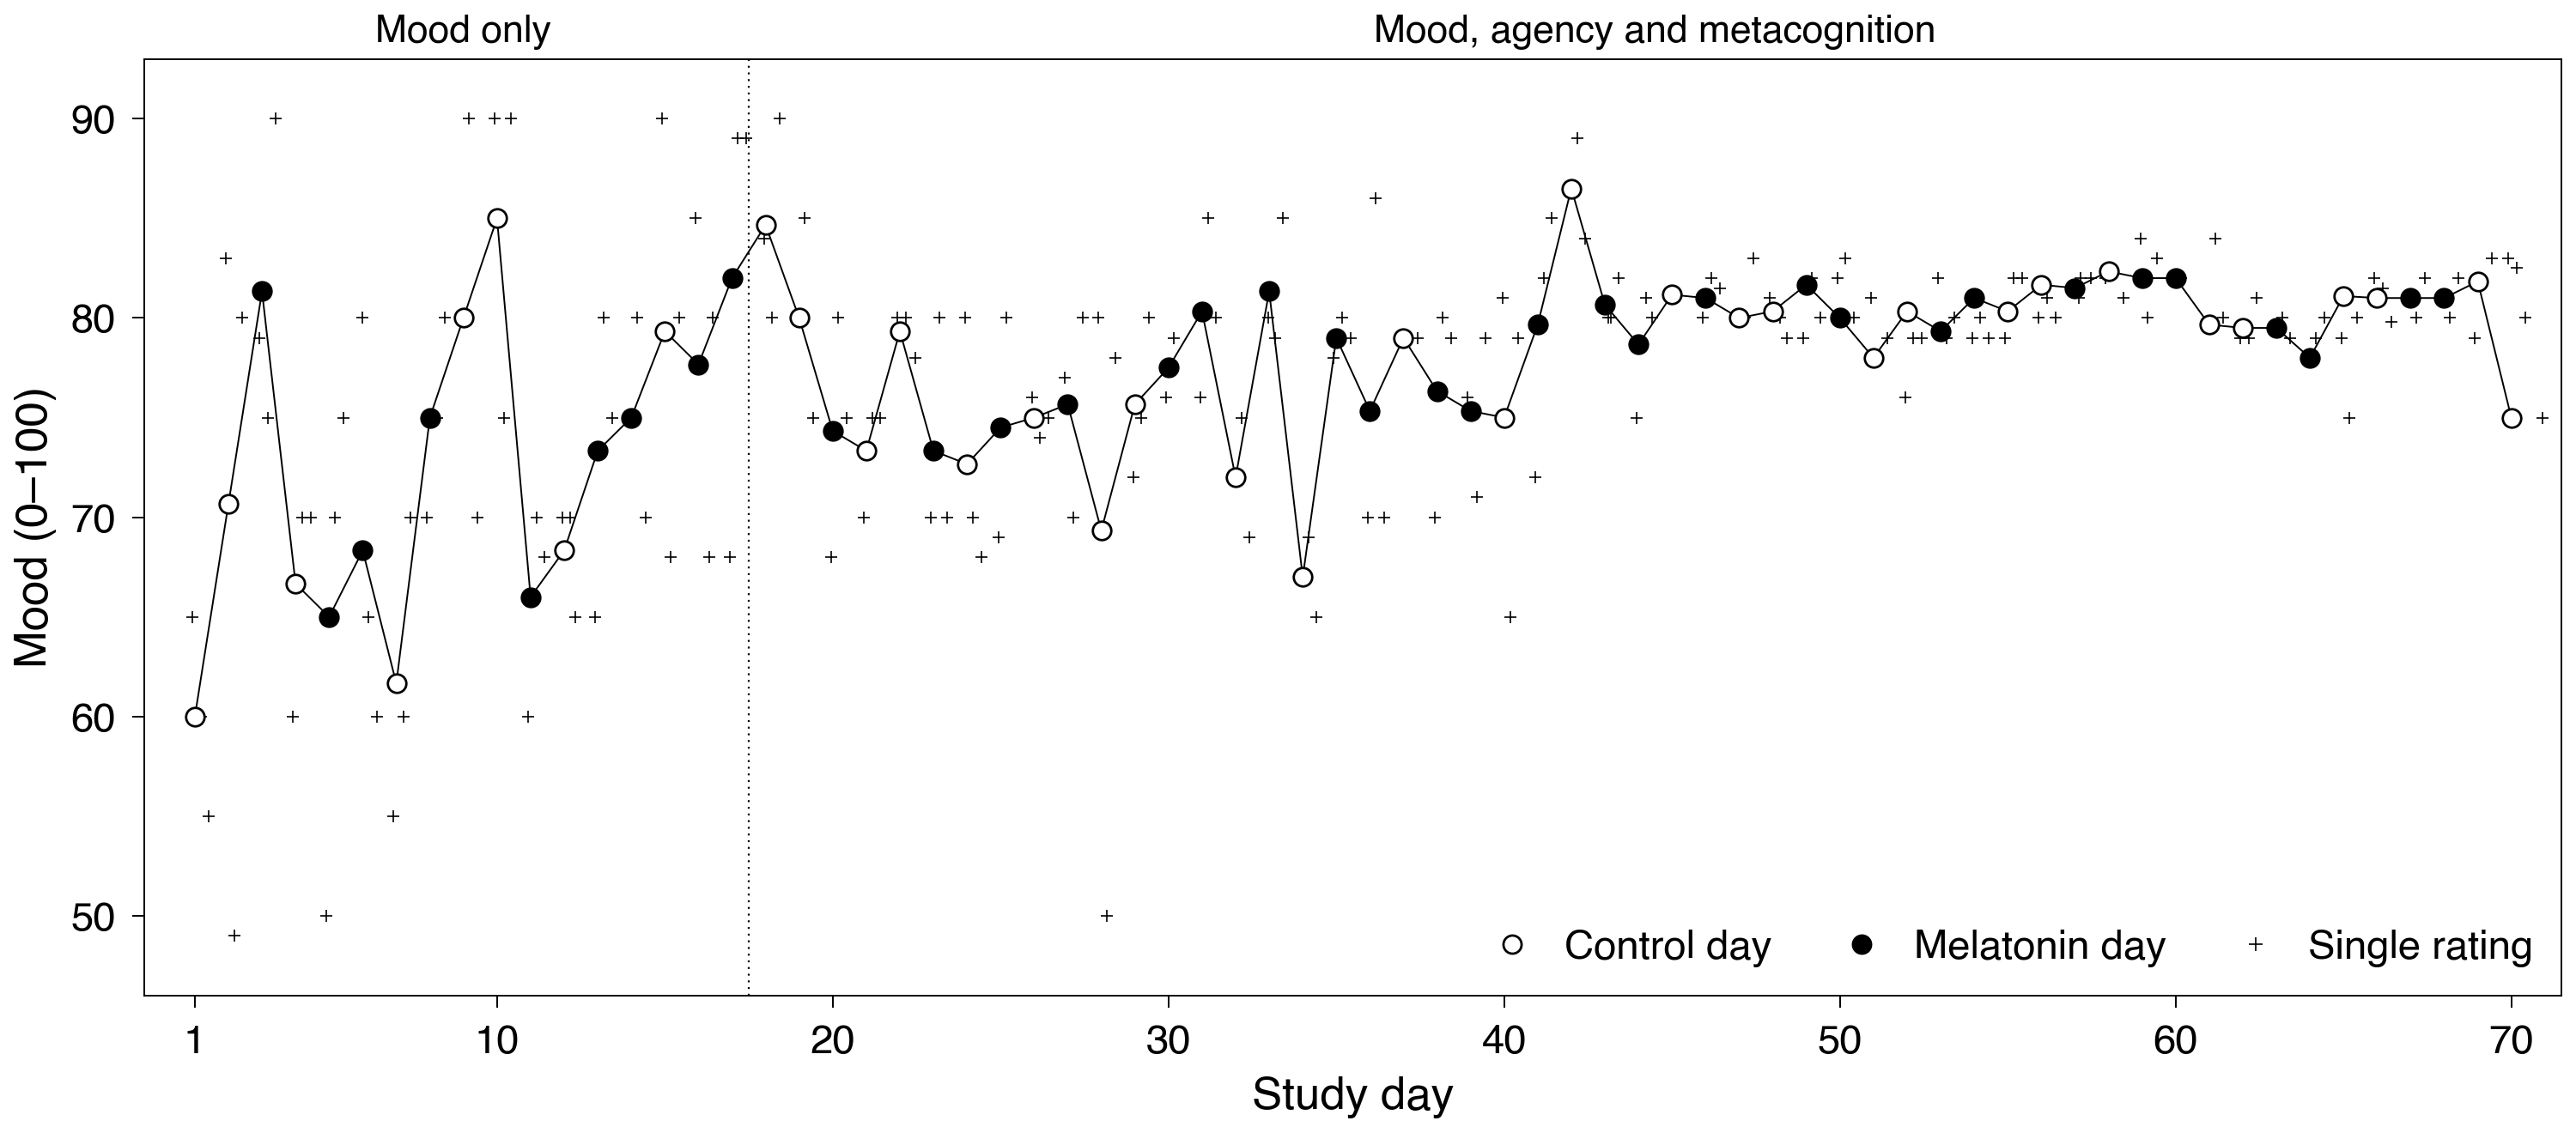 Mood only
Mood, agency and metacognition
90
80
70
60
50
Mood (0–100)
Control day
Melatonin day
Single rating
1 10 20 30 40 50 60 70
Study day